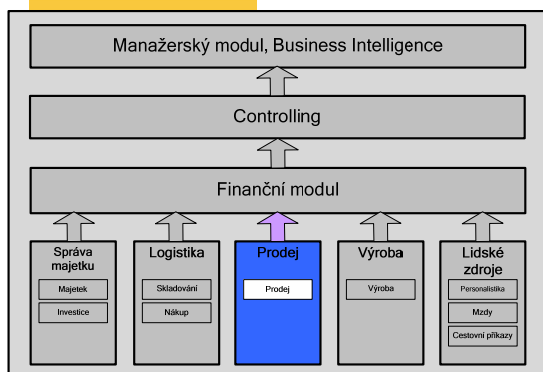 Manažerský modul, Business Intelligence
Controlling
Finanční modul
Správa
majetku
Majetek
Investice
Logistika
Skladování
Nákup
Prodej
Prodej
Výroba
Výroba
Lidské
zdroje
Personalistika
Mzdy
Cestovní příkazy